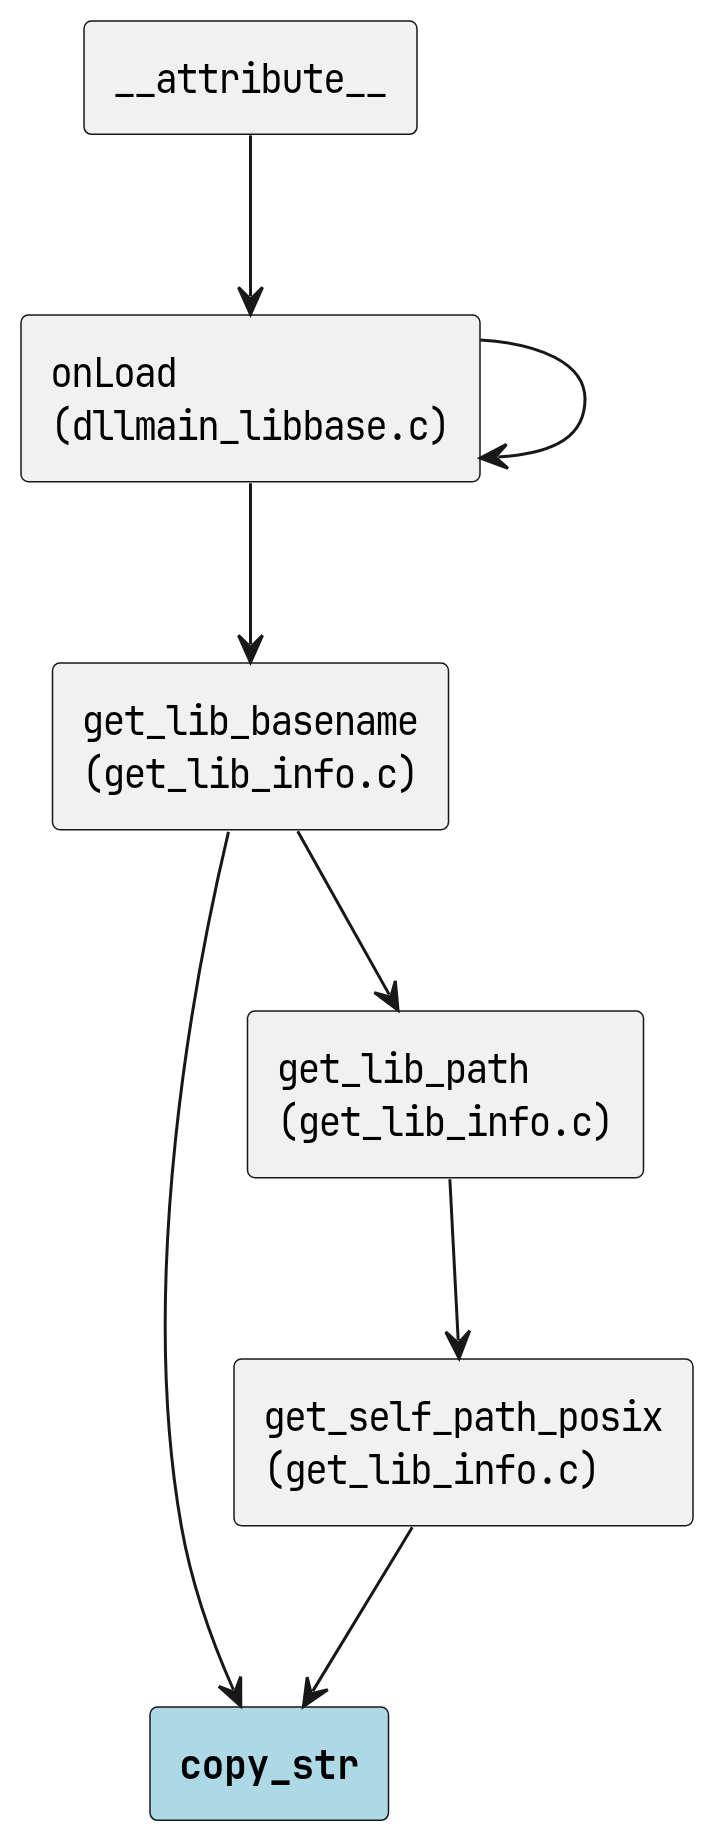 __attribute__
onLoad
(dllmain_libbase.c)
get_lib_basename
(get_lib_info.c)
get_lib_path
(get_lib_info.c)
get_self_path_posix
(get_lib_info.c)
copy_str